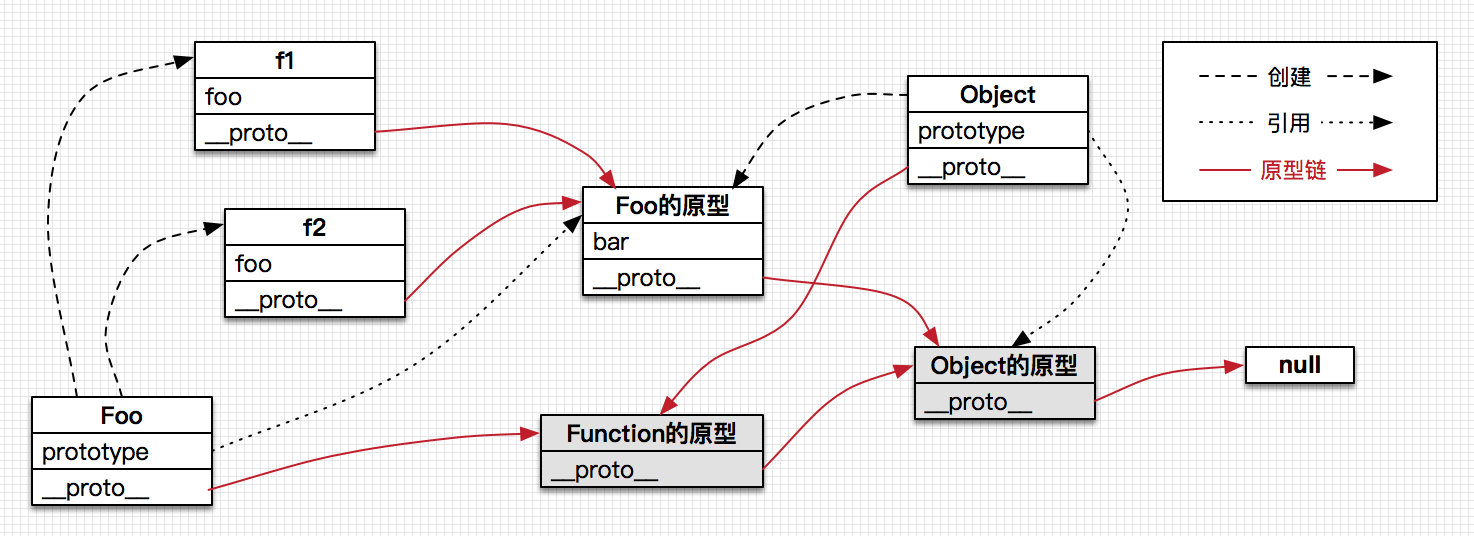 f1
foo
__proto__
f2
foo
__proto__
Foo
prototype
__proto__
Foo的原型
bar
__proto__
Function的原型
__proto__
Object
prototype
__proto__
Object的原型
__proto__
null
创建
引用
原型链